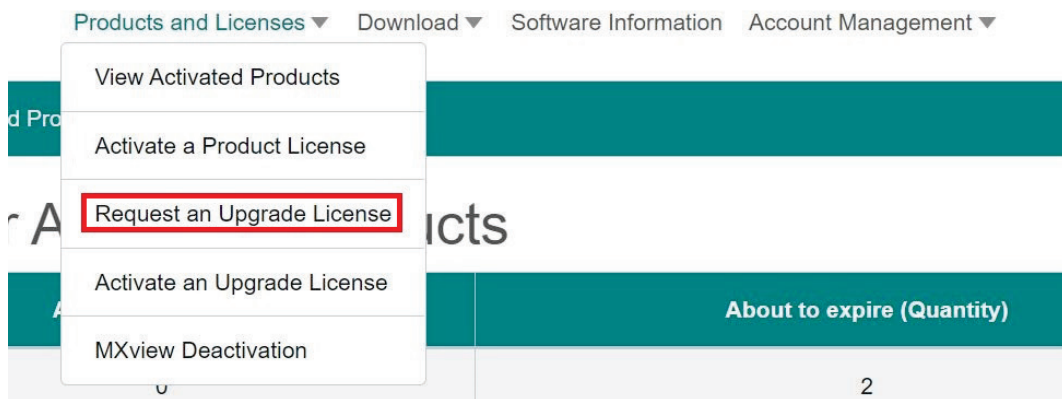 Products and Licenses Download Software Information Account Management
View Activated Products
d Pro
Activate a Product License
Request an Upgrade License
r A ucts
Activate an Upgrade License
About to expire (Quantity)
MXview Deactivation
0 2